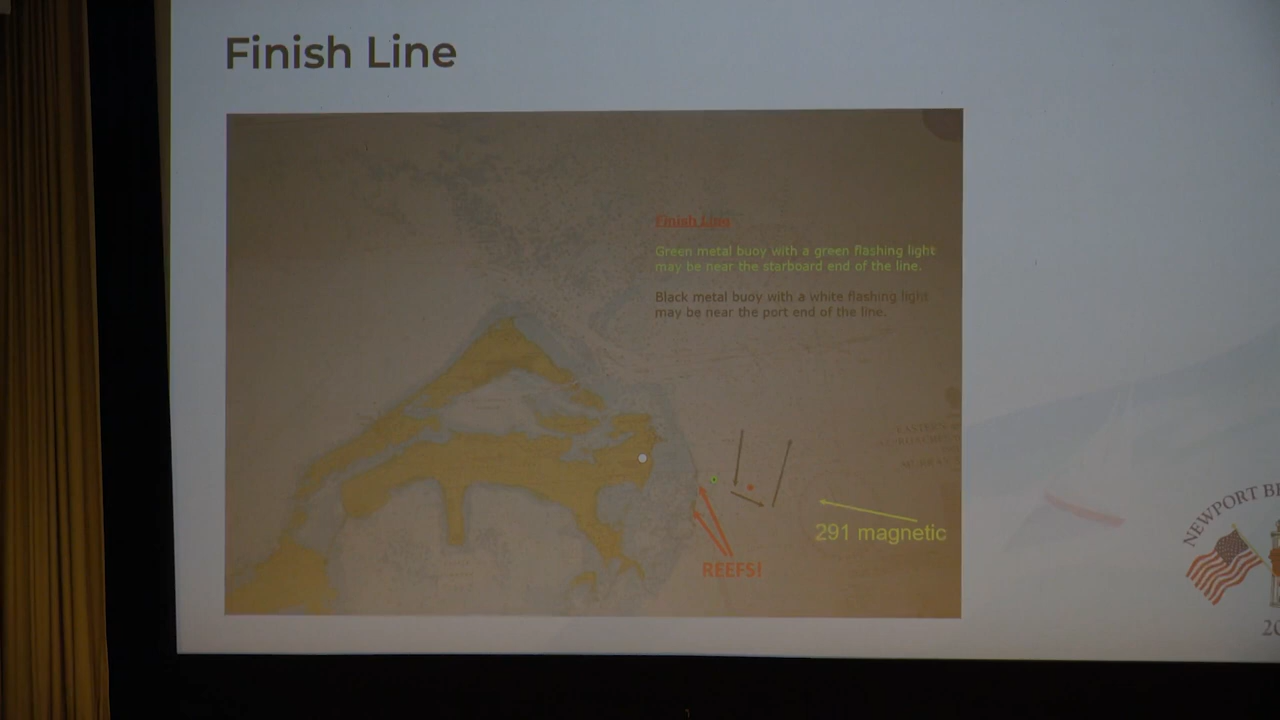 Finish Line
Finish Line
Green metal buoy with a green flashing light
may be near the starboard end of the line.
Black metal buoy with a white flashing light
may be near the port end of the line.
291 magnetic
REEFS!
NEWPORT